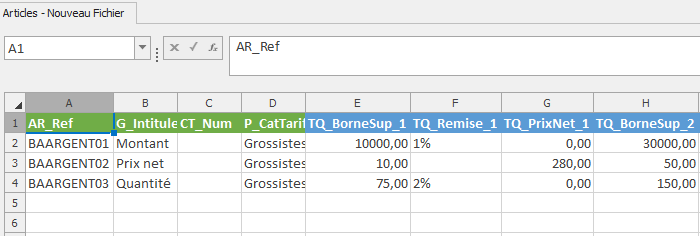 Articles - Nouveau Fichier
A1 fx AR_Ref
A B C D E F G H
1 AR_Ref G_Intitule CT_Num P_CatTarif TQ_BorneSup_1 TQ_Remise_1 TQ_PrixNet_1 TQ_BorneSup_2
2 BAARGENT01 Montant Grossistes 10000,00 1% 0,00 30000,00
3 BAARGENT02 Prix net Grossistes 10,00 280,00 50,00
4 BAARGENT03 Quantité Grossistes 75,00 2% 0,00 150,00
5
6